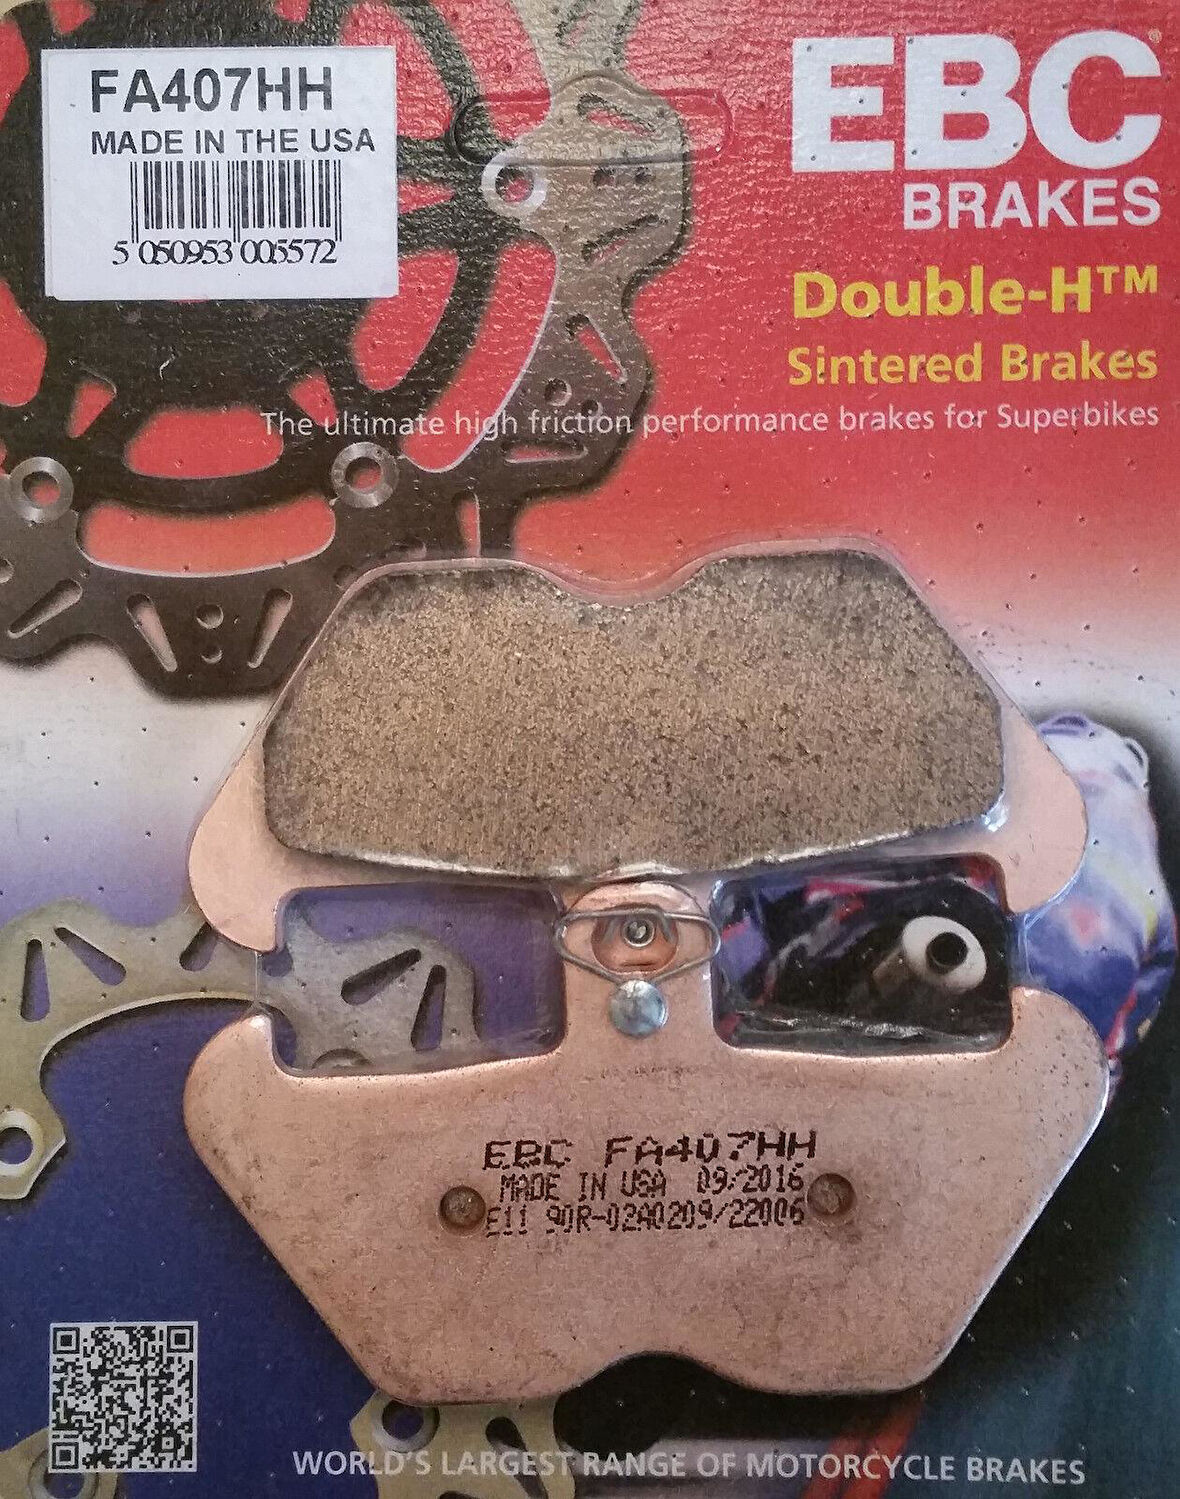 FA407HH
MADE IN THE USA
5 050953 005572
EBC®
BRAKES
Double-H™
Sintered Brakes
The ultimate high friction performance brakes for Superbikes
EBC FA407HH
MADE IN USA 09/2016
E11 90R-02A0209/22006
WORLD'S LARGEST RANGE OF MOTORCYCLE BRAKES